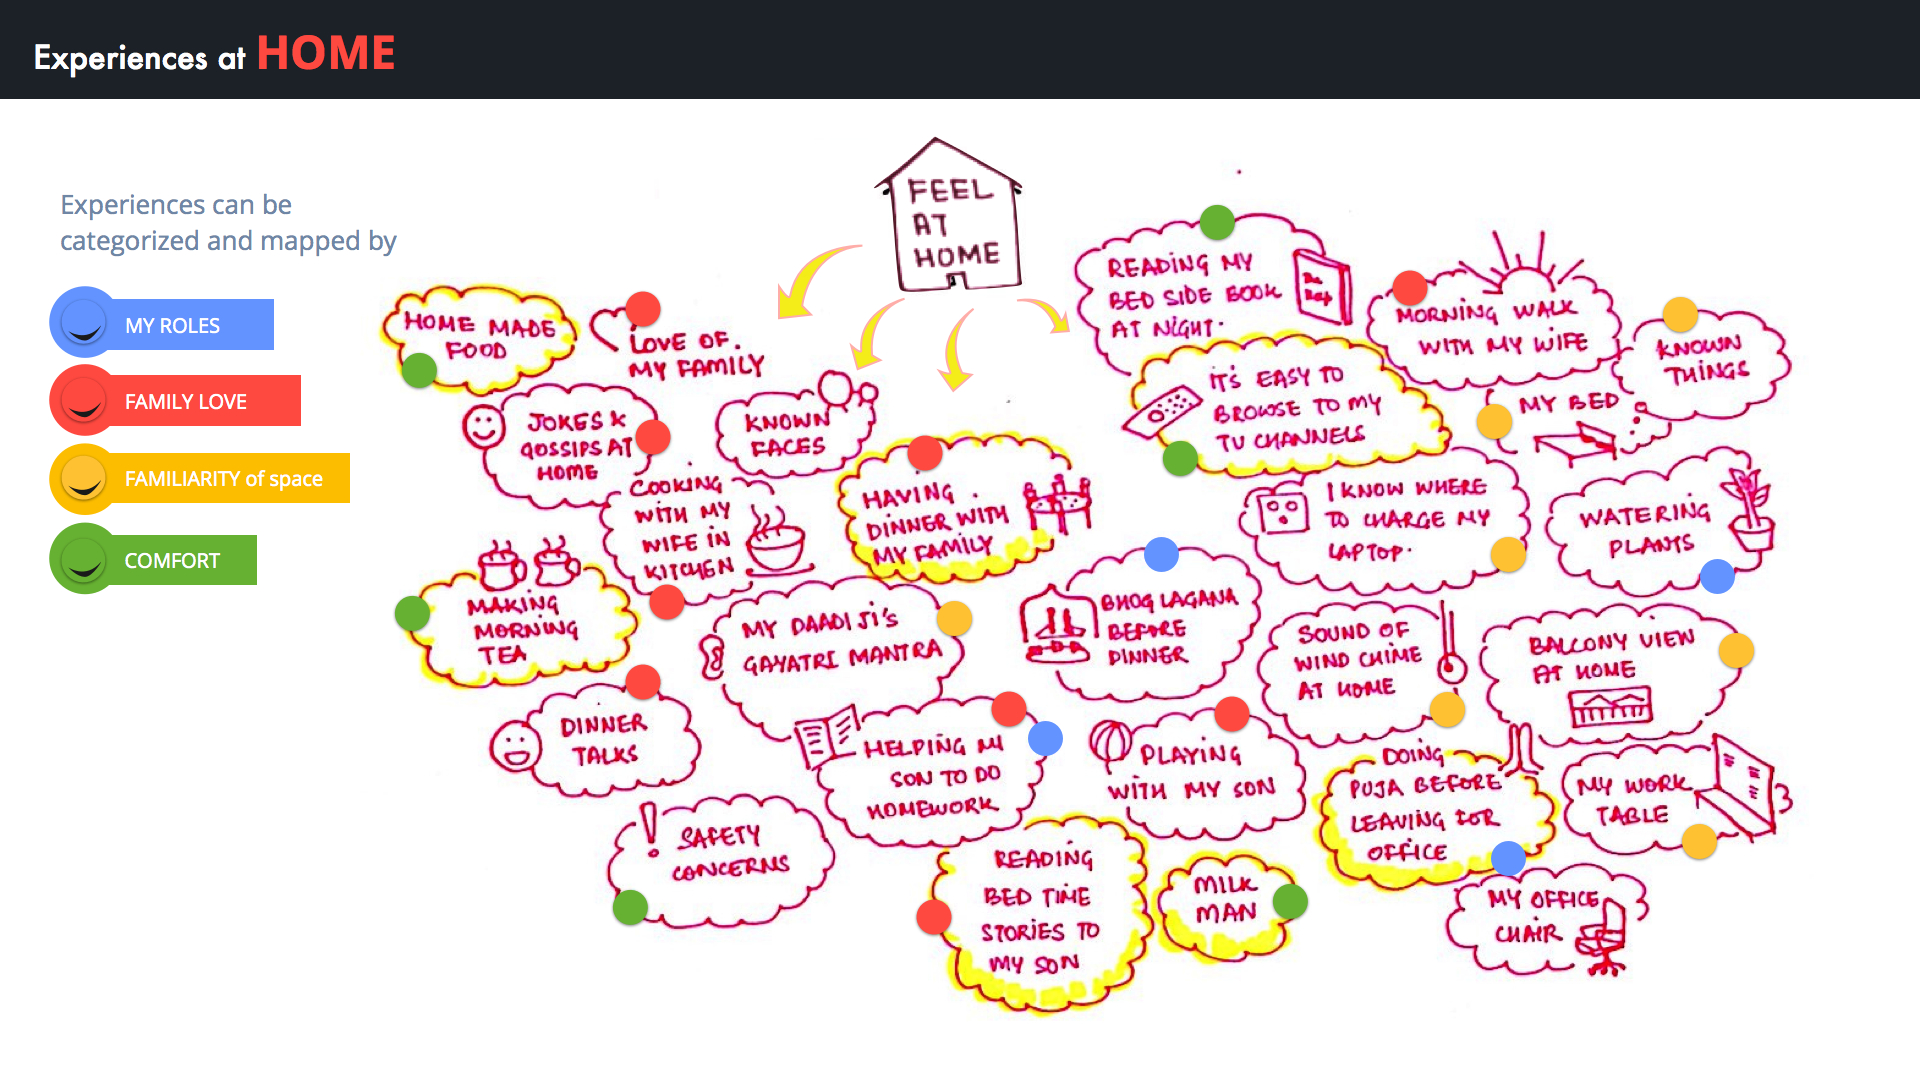 Experiences at HOME
Experiences can be
categorized and mapped by
MY ROLES
FAMILY LOVE
FAMILIARITY of space
COMFORT
FEEL
AT
HOME
HOME MADE
FOOD
LOVE OF.
MY FAMILY
JOKES &
GOSSIPS AT
HOME
KNOWN
FACES
COOKING
WITH MY
WIFE IN
KITCHEN
HAVING
DINNER WITH
MY FAMILY
READING MY
BED SIDE BOOK
AT NIGHT.
MORNING WALK
WITH MY WIFE
KNOWN
THINGS
IT'S EASY TO
BROWSE TO MY
TV CHANNELS
MY BED
I KNOW WHERE
TO CHARGE MY
LAPTOP.
WATERING
PLANTS
MAKING
MORNING
TEA
MY DAADI JI'S
GAYATRI MANTRA
BHOG LAGANA
BEFORE
DINNER
SOUND OF
WIND CHIME
AT HOME
BALCONY VIEW
AT HOME
DINNER
TALKS
HELPING MY
SON TO DO
HOMEWORK
PLAYING
WITH MY SON
DOING
PUJA BEFORE
LEAVING FOR
OFFICE
MY WORK
TABLE
SAFETY
CONCERNS
READING
BED TIME
STORIES TO
MY SON
MILK
MAN
MY OFFICE
CHAIR